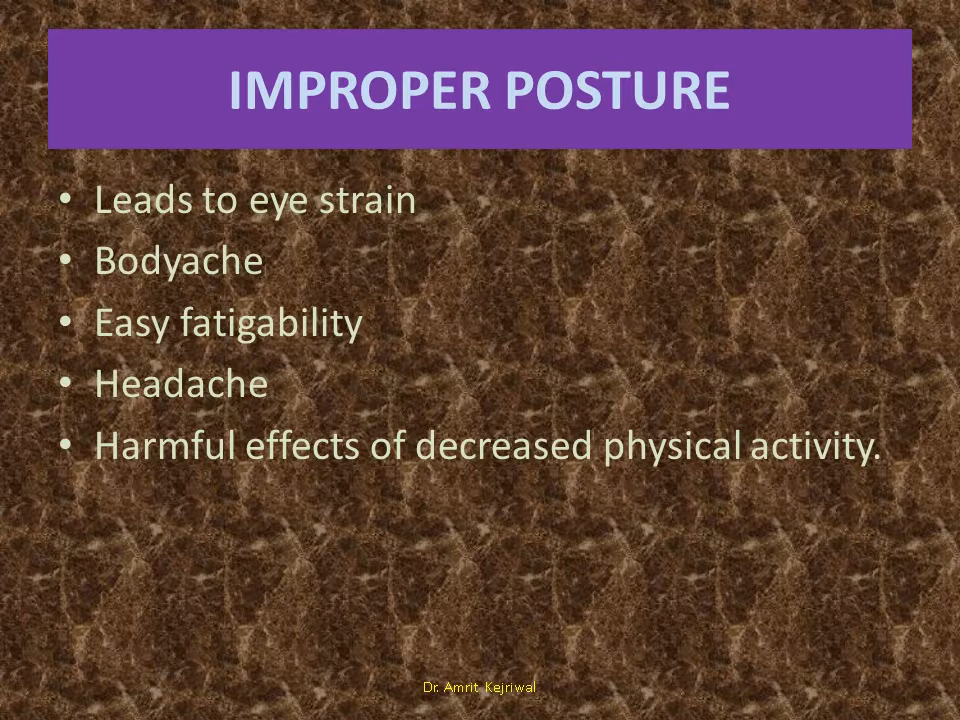 IMPROPER POSTURE
• Leads to eye strain
• Bodyache
• Easy fatigability
• Headache
• Harmful effects of decreased physical activity.
Dr. Amrit Kejriwal